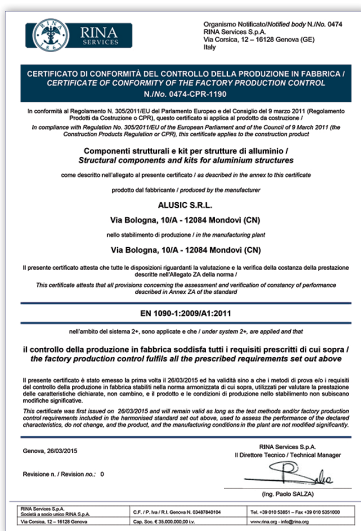 RINA
SERVICES
Organismo Notificato/Notified body N./No. 0474
RINA Services S.p.A.
Via Corsica, 12 – 16128 Genova (GE)
Italy
CERTIFICATO DI CONFORMITÀ DEL CONTROLLO DELLA PRODUZIONE IN FABBRICA /
CERTIFICATE OF CONFORMITY OF THE FACTORY PRODUCTION CONTROL
N./No. 0474-CPR-1190
In conformità al Regolamento N. 305/2011/EU del Parlamento Europeo e del Consiglio del 9 marzo 2011 (Regolamento
Prodotti da Costruzione o CPR), questo certificato si applica al prodotto da costruzione /
In compliance with Regulation No. 305/2011/EU of the European Parliament and of the Council of 9 March 2011 (the
Construction Products Regulation or CPR), this certificate applies to the construction product
Componenti strutturali e kit per strutture di alluminio /
Structural components and kits for aluminium structures
come descritto nell'allegato al presente certificato / as described in the annex to this certificate
prodotto dal fabbricante / produced by the manufacturer
ALUSIC S.R.L.
Via Bologna, 10/A - 12084 Mondovì (CN)
nello stabilimento di produzione / in the manufacturing plant
Via Bologna, 10/A - 12084 Mondovì (CN)
Il presente certificato attesta che tutte le disposizioni riguardanti la valutazione e la verifica della costanza della prestazione
descritte nell'Allegato ZA della norma /
This certificate attests that all provisions concerning the assessment and verification of constancy of performance
described in Annex ZA of the standard
EN 1090-1:2009/A1:2011
nell'ambito del sistema 2+, sono applicate e che / under system 2+, are applied and that
il controllo della produzione in fabbrica soddisfa tutti i requisiti prescritti di cui sopra /
the factory production control fulfils all the prescribed requirements set out above
Il presente certificato è stato emesso la prima volta il 26/03/2015 ed ha validità sino a che i metodi di prova e/o i requisiti
del controllo della produzione in fabbrica stabiliti nella norma armonizzata di cui sopra, utilizzati per valutare la prestazione
delle caratteristiche dichiarate, non cambino, e il prodotto e le condizioni di produzione nello stabilimento non subiscano
modifiche significative.
This certificate was first issued on 26/03/2015 and will remain valid as long as the test methods and/or factory production
control requirements included in the harmonised standard set out above, used to assess the performance of the declared
characteristics, do not change, and the product, and the manufacturing conditions in the plant are not modified significantly.
Genova, 26/03/2015
RINA Services S.p.A.
Il Direttore Tecnico / Technical Manager
Revisione n. / Revision no.: 0
(ing. Paolo SALZA)
RINA Services S.p.A.
Società a socio unico RINA S.p.A.
Via Corsica, 12 – 16128 Genova
C.F. / P. Iva / R.I. Genova N. 03487840104
Cap. Soc. € 35.000.000,00 i.v.
Tel. +39 010 53851 – Fax +39 010 5351000
www.rina.org - info@rina.org